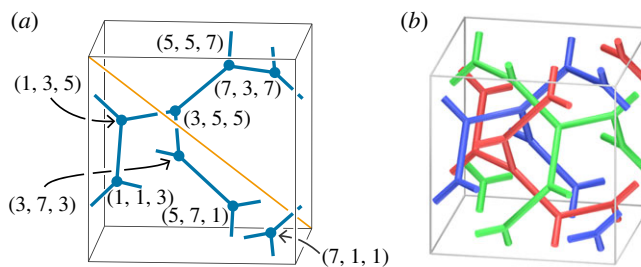 (a)
(b)
(5, 5, 7)
(1, 3, 5)
(7, 3, 7)
(3, 5, 5)
(3, 7, 3)
(1, 1, 3)
(5, 7, 1)
(7, 1, 1)